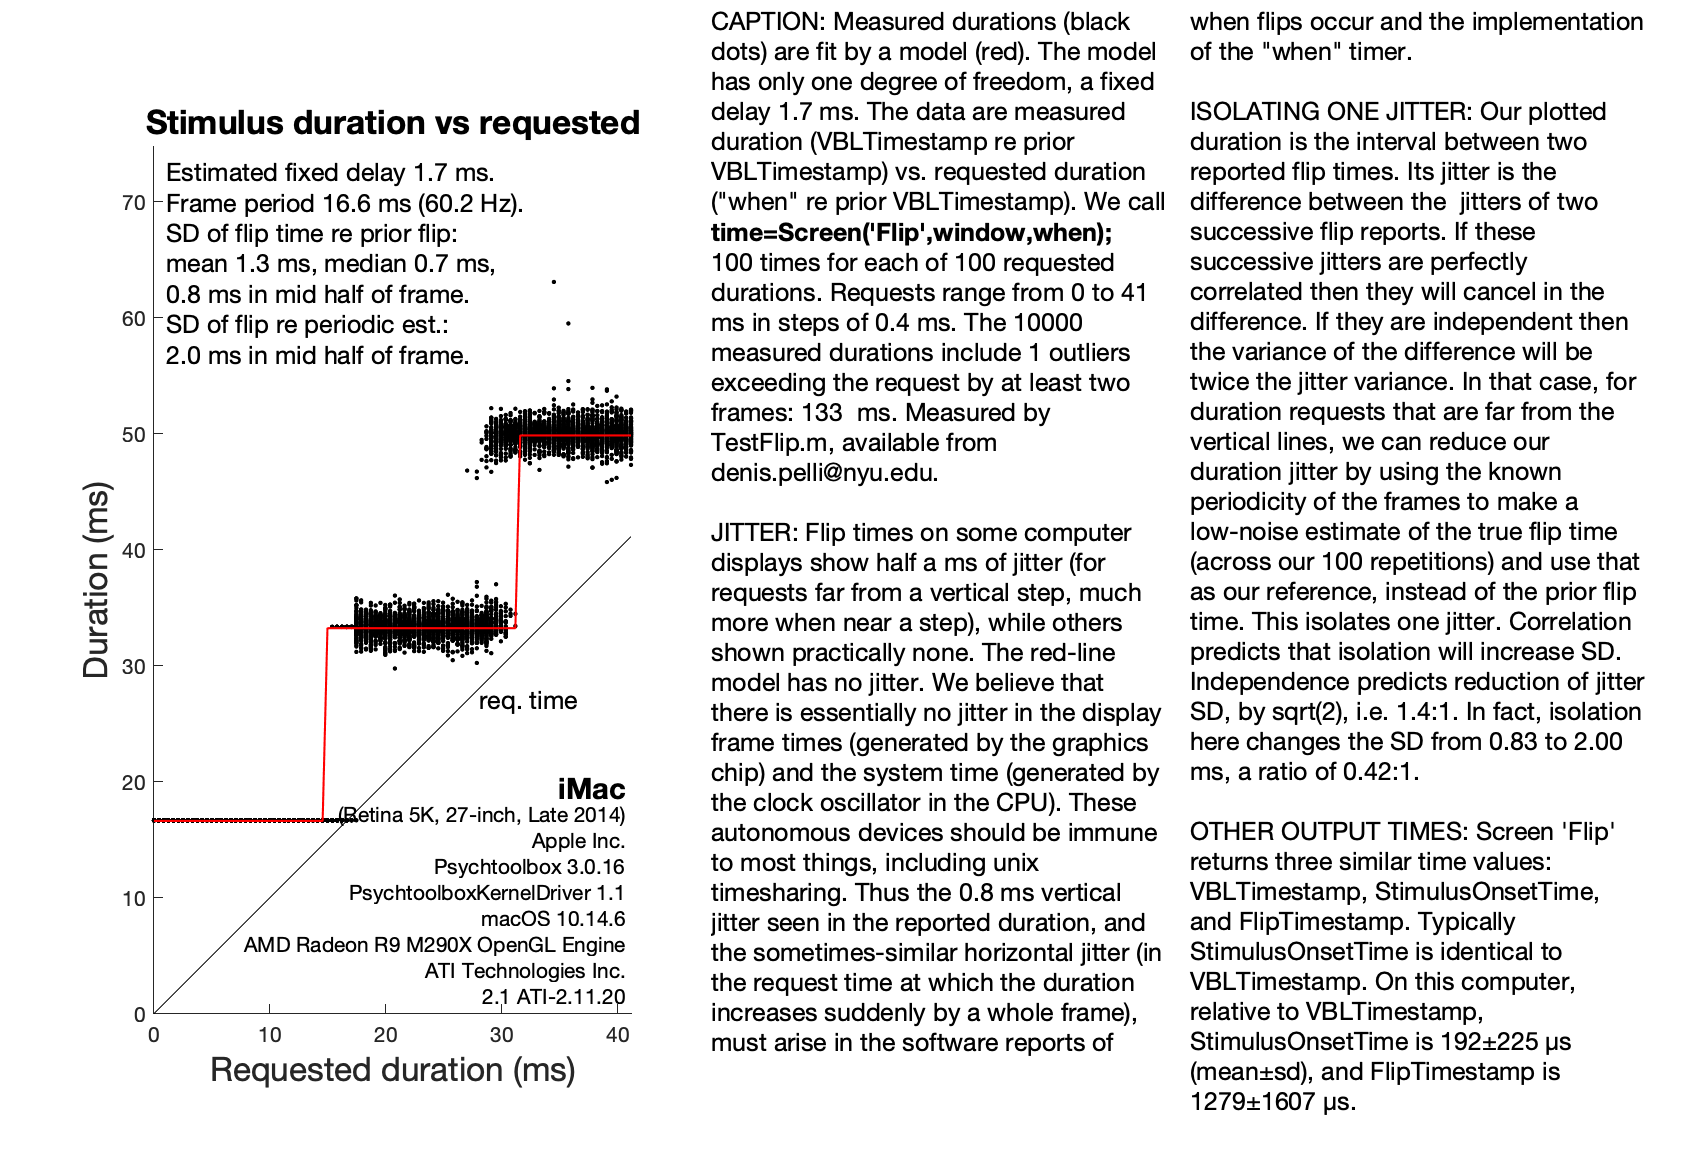 Stimulus duration vs requested
Estimated fixed delay 1.7 ms.
Frame period 16.6 ms (60.2 Hz).
SD of flip time re prior flip:
mean 1.3 ms, median 0.7 ms,
0.8 ms in mid half of frame.
SD of flip re periodic est.:
2.0 ms in mid half of frame.
70
60
50
40
30
20
10
0
Duration (ms)
req. time
iMac
(Retina 5K, 27-inch, Late 2014)
Apple Inc.
Psychtoolbox 3.0.16
PsychtoolboxKernelDriver 1.1
macOS 10.14.6
AMD Radeon R9 M290X OpenGL Engine
ATI Technologies Inc.
2.1 ATI-2.11.20
0 10 20 30 40
Requested duration (ms)
CAPTION: Measured durations (black
dots) are fit by a model (red). The model
has only one degree of freedom, a fixed
delay 1.7 ms. The data are measured
duration (VBLTimestamp re prior
VBLTimestamp) vs. requested duration
("when" re prior VBLTimestamp). We call
time=Screen('Flip',window,when);
100 times for each of 100 requested
durations. Requests range from 0 to 41
ms in steps of 0.4 ms. The 10000
measured durations include 1 outliers
exceeding the request by at least two
frames: 133  ms. Measured by
TestFlip.m, available from
denis.pelli@nyu.edu.
JITTER: Flip times on some computer
displays show half a ms of jitter (for
requests far from a vertical step, much
more when near a step), while others
shown practically none. The red-line
model has no jitter. We believe that
there is essentially no jitter in the display
frame times (generated by the graphics
chip) and the system time (generated by
the clock oscillator in the CPU). These
autonomous devices should be immune
to most things, including unix
timesharing. Thus the 0.8 ms vertical
jitter seen in the reported duration, and
the sometimes-similar horizontal jitter (in
the request time at which the duration
increases suddenly by a whole frame),
must arise in the software reports of
when flips occur and the implementation
of the "when" timer.
ISOLATING ONE JITTER: Our plotted
duration is the interval between two
reported flip times. Its jitter is the
difference between the  jitters of two
successive flip reports. If these
successive jitters are perfectly
correlated then they will cancel in the
difference. If they are independent then
the variance of the difference will be
twice the jitter variance. In that case, for
duration requests that are far from the
vertical lines, we can reduce our
duration jitter by using the known
periodicity of the frames to make a
low-noise estimate of the true flip time
(across our 100 repetitions) and use that
as our reference, instead of the prior flip
time. This isolates one jitter. Correlation
predicts that isolation will increase SD.
Independence predicts reduction of jitter
SD, by sqrt(2), i.e. 1.4:1. In fact, isolation
here changes the SD from 0.83 to 2.00
ms, a ratio of 0.42:1.
OTHER OUTPUT TIMES: Screen 'Flip'
returns three similar time values:
VBLTimestamp, StimulusOnsetTime,
and FlipTimestamp. Typically
StimulusOnsetTime is identical to
VBLTimestamp. On this computer,
relative to VBLTimestamp,
StimulusOnsetTime is 192±225 µs
(mean±sd), and FlipTimestamp is
1279±1607 µs.